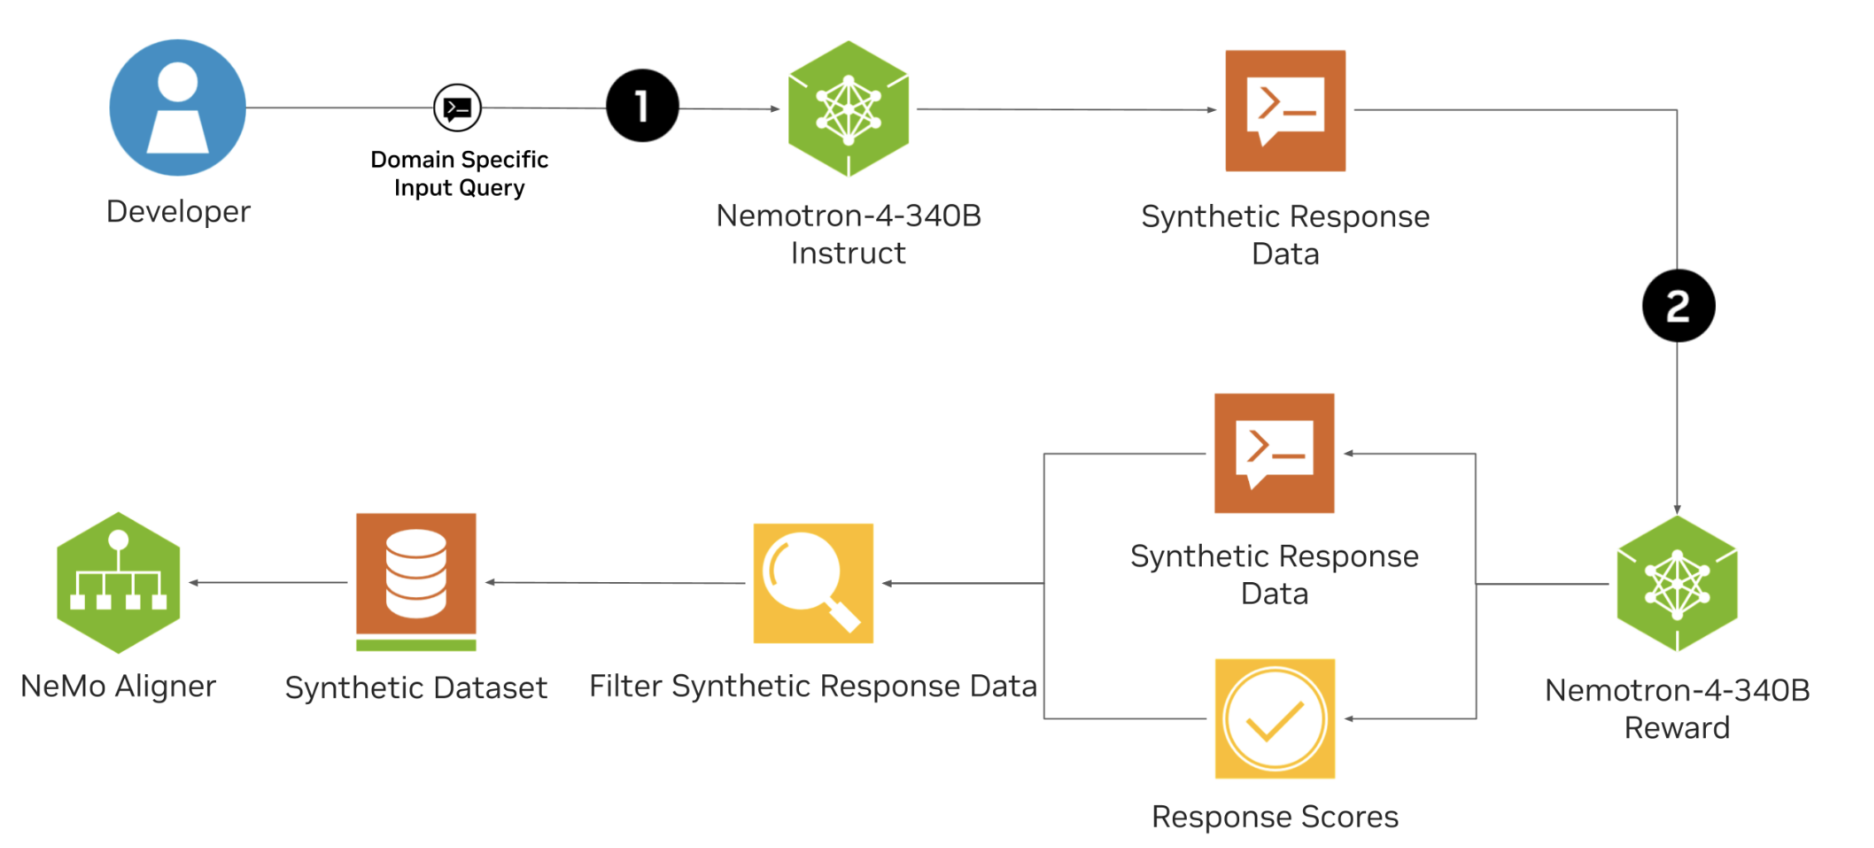 1
Domain Specific
Input Query
Developer
Nemotron-4-340B
Instruct
Synthetic Response
Data
2
Synthetic Response
Data
NeMo Aligner
Synthetic Dataset
Filter Synthetic Response Data
Nemotron-4-340B
Reward
Response Scores